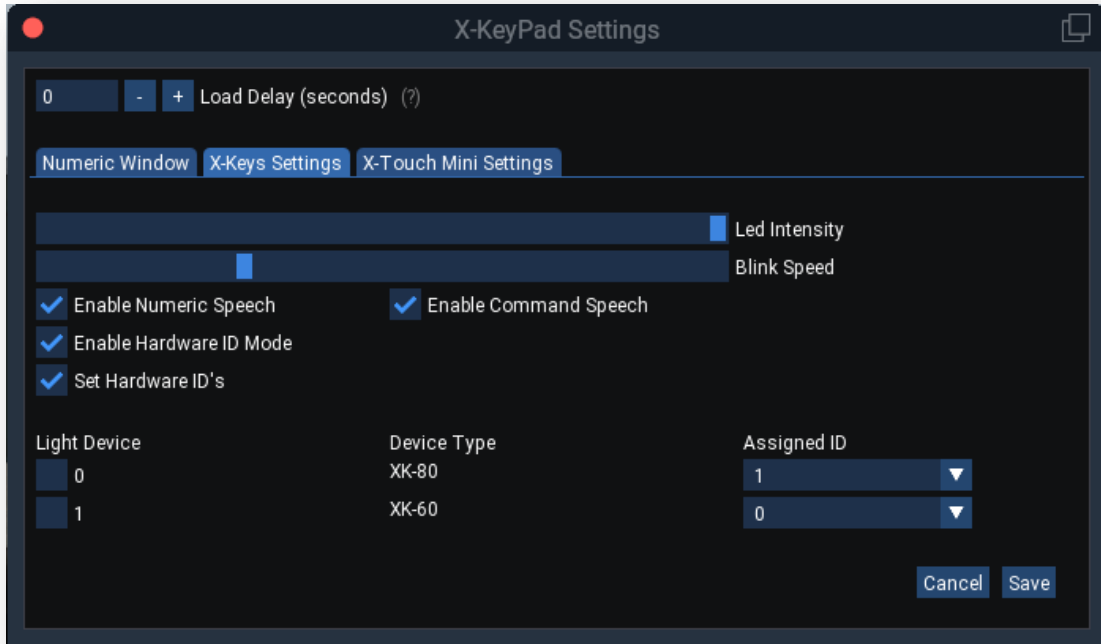 X-KeyPad Settings
0 - + Load Delay (seconds) (?)
Numeric Window X-Keys Settings X-Touch Mini Settings
Led Intensity
Blink Speed
Enable Numeric Speech Enable Command Speech
Enable Hardware ID Mode
Set Hardware ID's
Light Device Device Type Assigned ID
0 XK-80 1
1 XK-60 0
Cancel Save